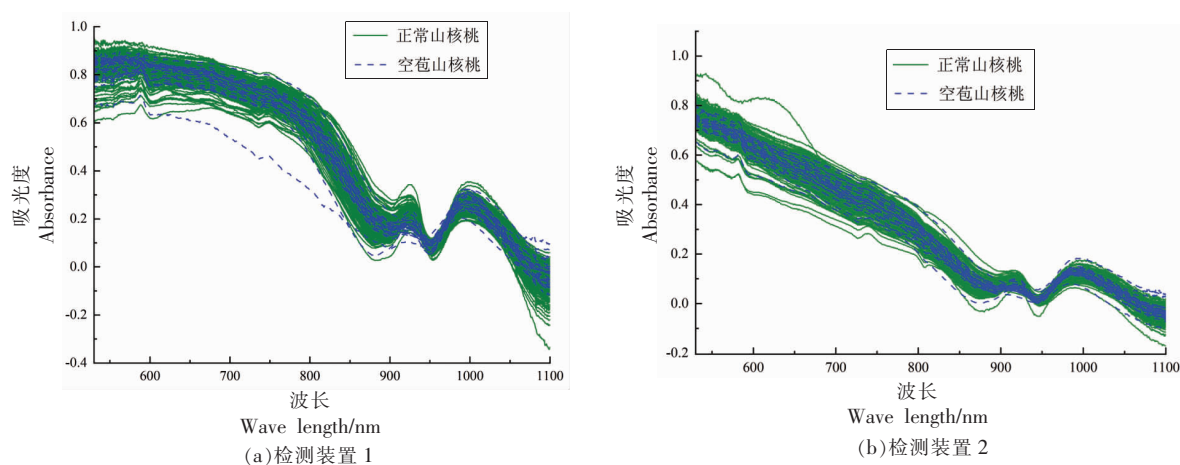 1.0
0.8
0.6
0.4
0.2
0.0
-0.2
-0.4
600
700
800
900
1000
1100
正常山核桃
空苞山核桃
吸光度
Absorbance
波长
Wave length/nm
(a)检测装置1
1.0
0.8
0.6
0.4
0.2
0.0
-0.2
600
700
800
900
1000
1100
正常山核桃
空苞山核桃
吸光度
Absorbance
波长
Wave length/nm
(b)检测装置2